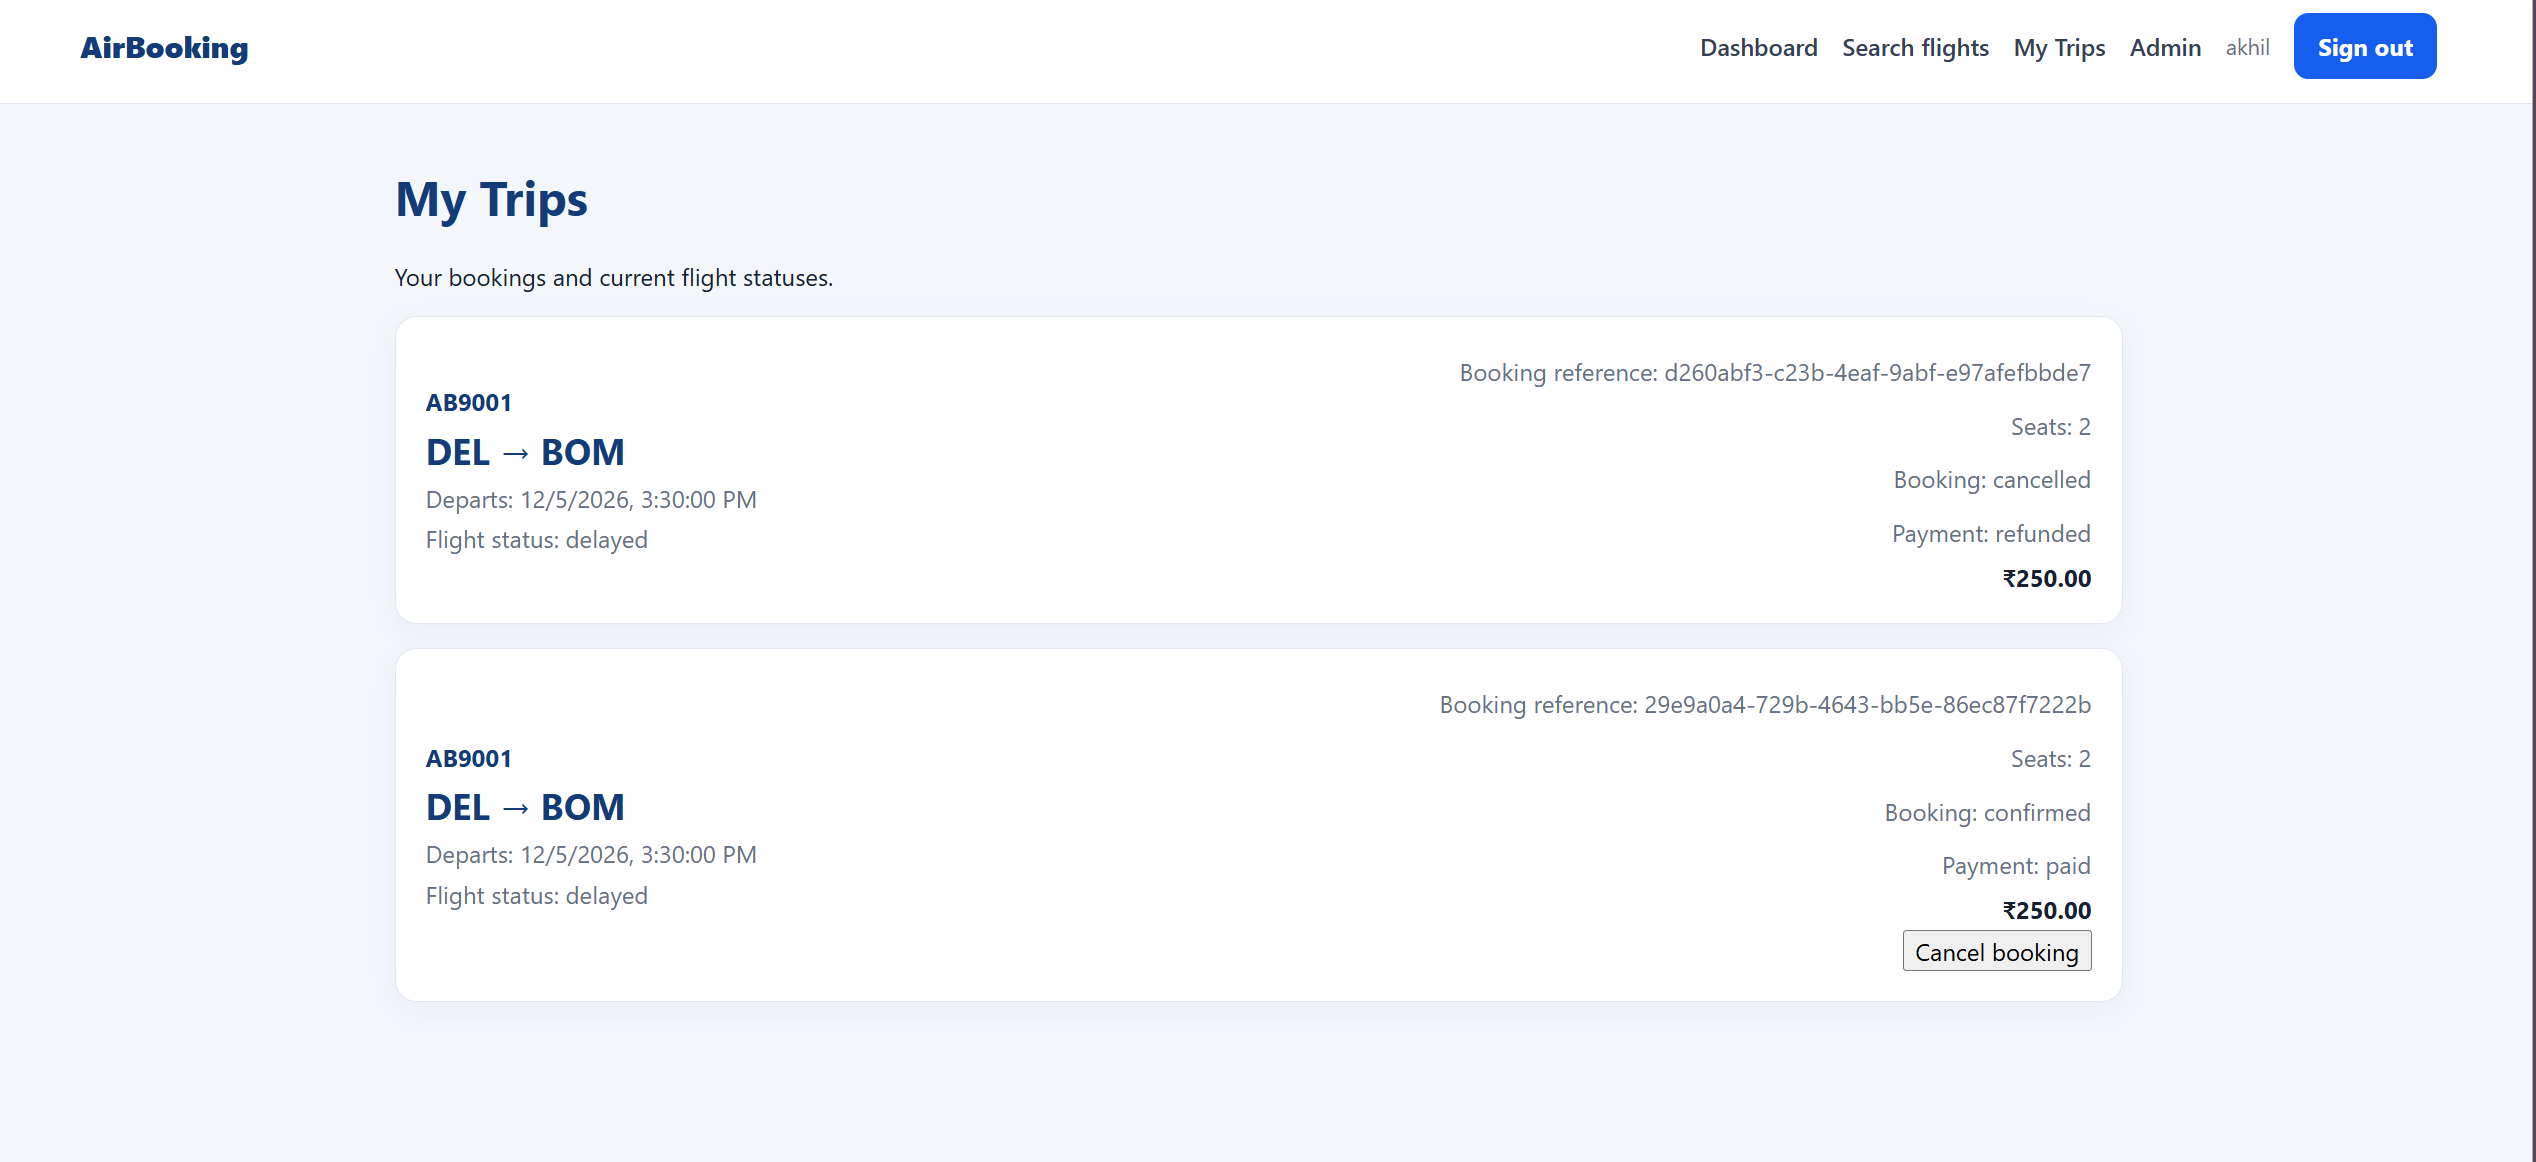 AirBooking
Dashboard Search flights My Trips Admin akhil Sign out
My Trips
Your bookings and current flight statuses.
AB9001
DEL → BOM
Departs: 12/5/2026, 3:30:00 PM
Flight status: delayed
Booking reference: d260abf3-c23b-4eaf-9abf-e97afefbbde7
Seats: 2
Booking: cancelled
Payment: refunded
₹250.00
AB9001
DEL → BOM
Departs: 12/5/2026, 3:30:00 PM
Flight status: delayed
Booking reference: 29e9a0a4-729b-4643-bb5e-86ec87f7222b
Seats: 2
Booking: confirmed
Payment: paid
₹250.00
Cancel booking